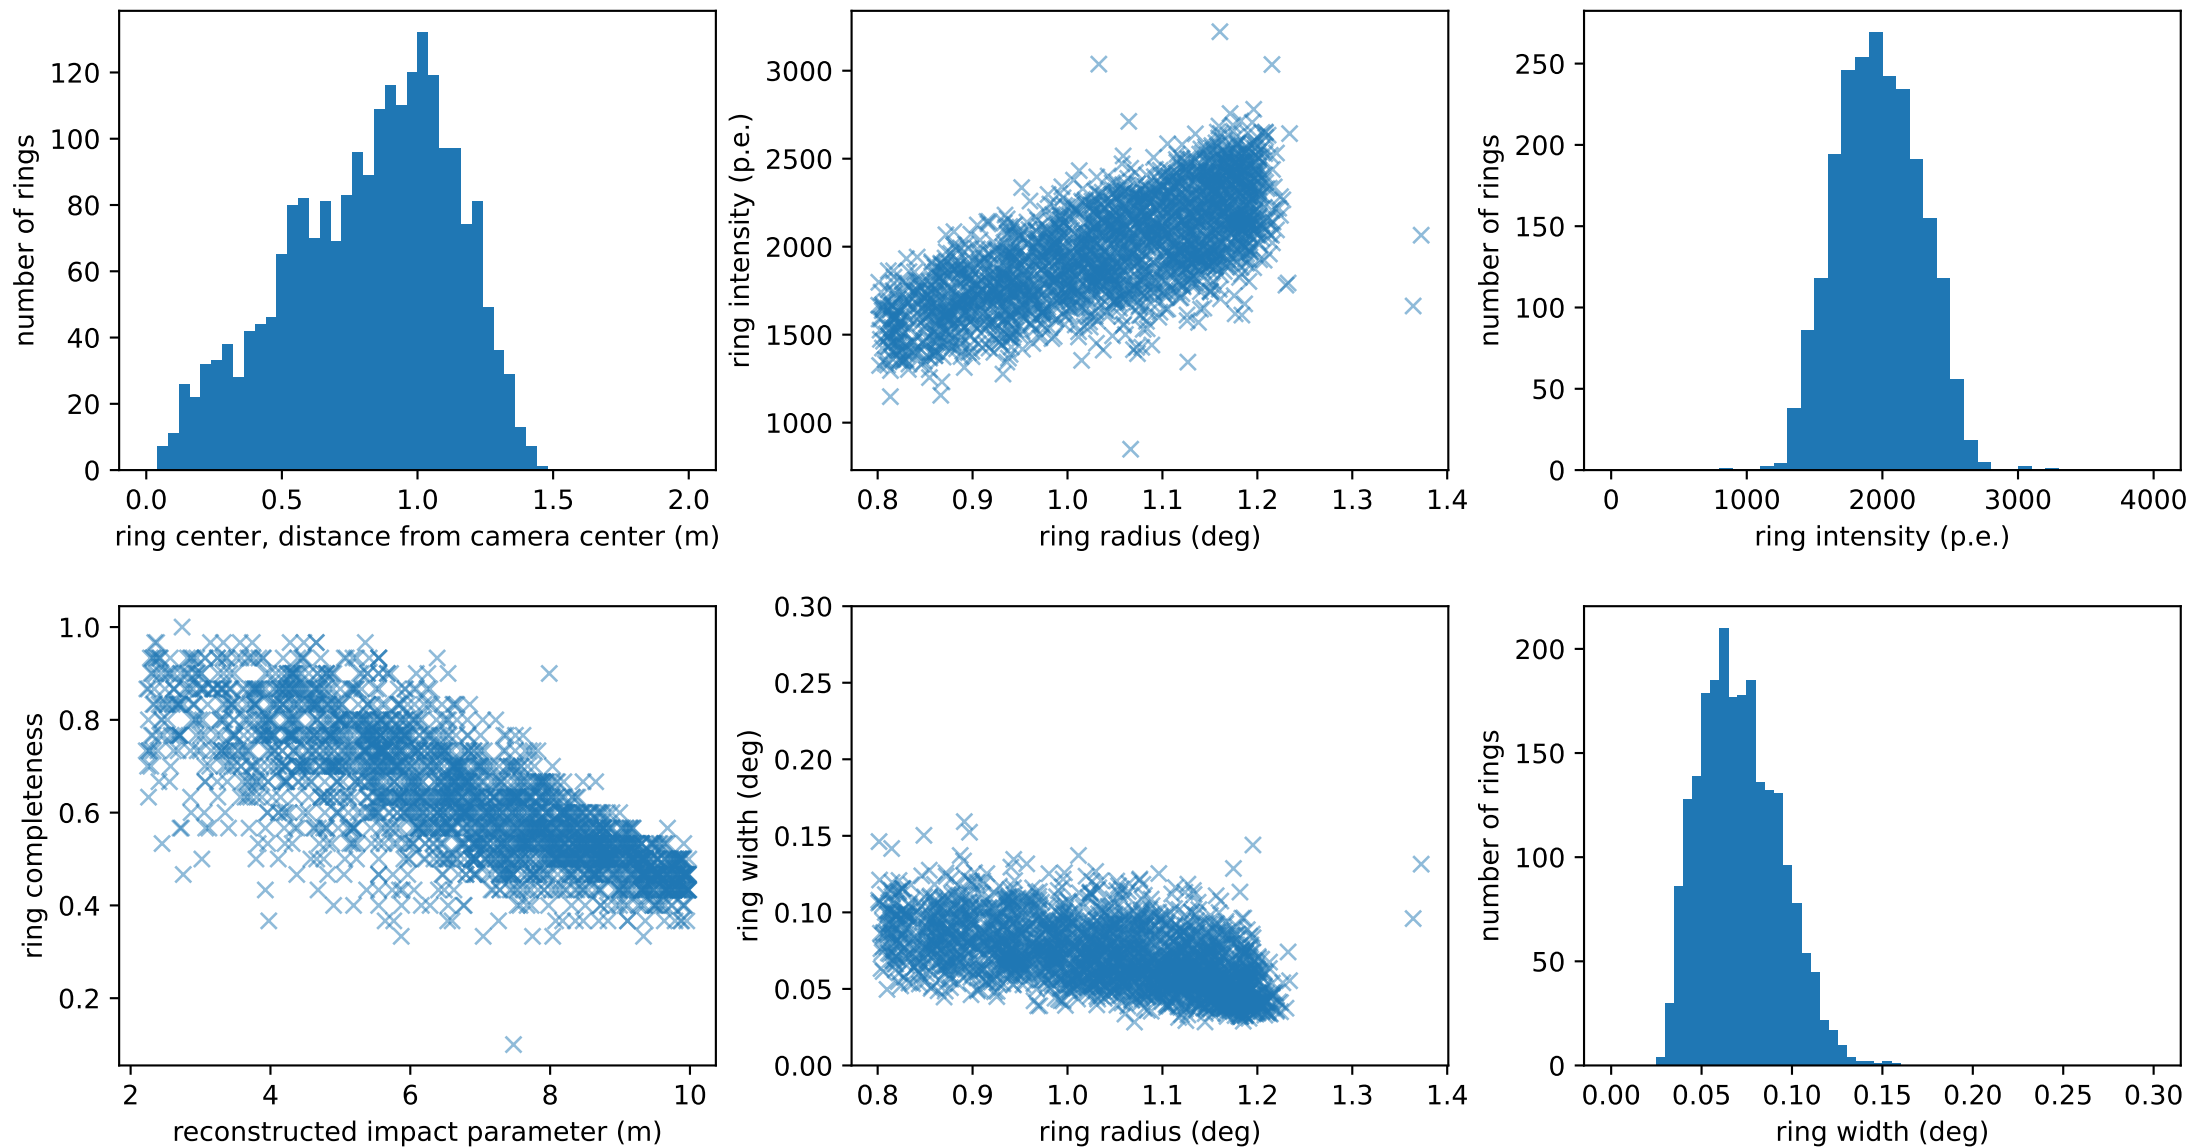 number of rings
120
100
80
60
40
20
0
0.0 0.5 1.0 1.5 2.0
ring center, distance from camera center (m)
ring intensity (p.e.)
3000
2500
2000
1500
1000
0.8 0.9 1.0 1.1 1.2 1.3 1.4
ring radius (deg)
number of rings
250
200
150
100
50
0
0 1000 2000 3000 4000
ring intensity (p.e.)
ring completeness
1.0
0.8
0.6
0.4
0.2
2 4 6 8 10
reconstructed impact parameter (m)
ring width (deg)
0.30
0.25
0.20
0.15
0.10
0.05
0.00
0.8 0.9 1.0 1.1 1.2 1.3 1.4
ring radius (deg)
number of rings
200
150
100
50
0
0.00 0.05 0.10 0.15 0.20 0.25 0.30
ring width (deg)